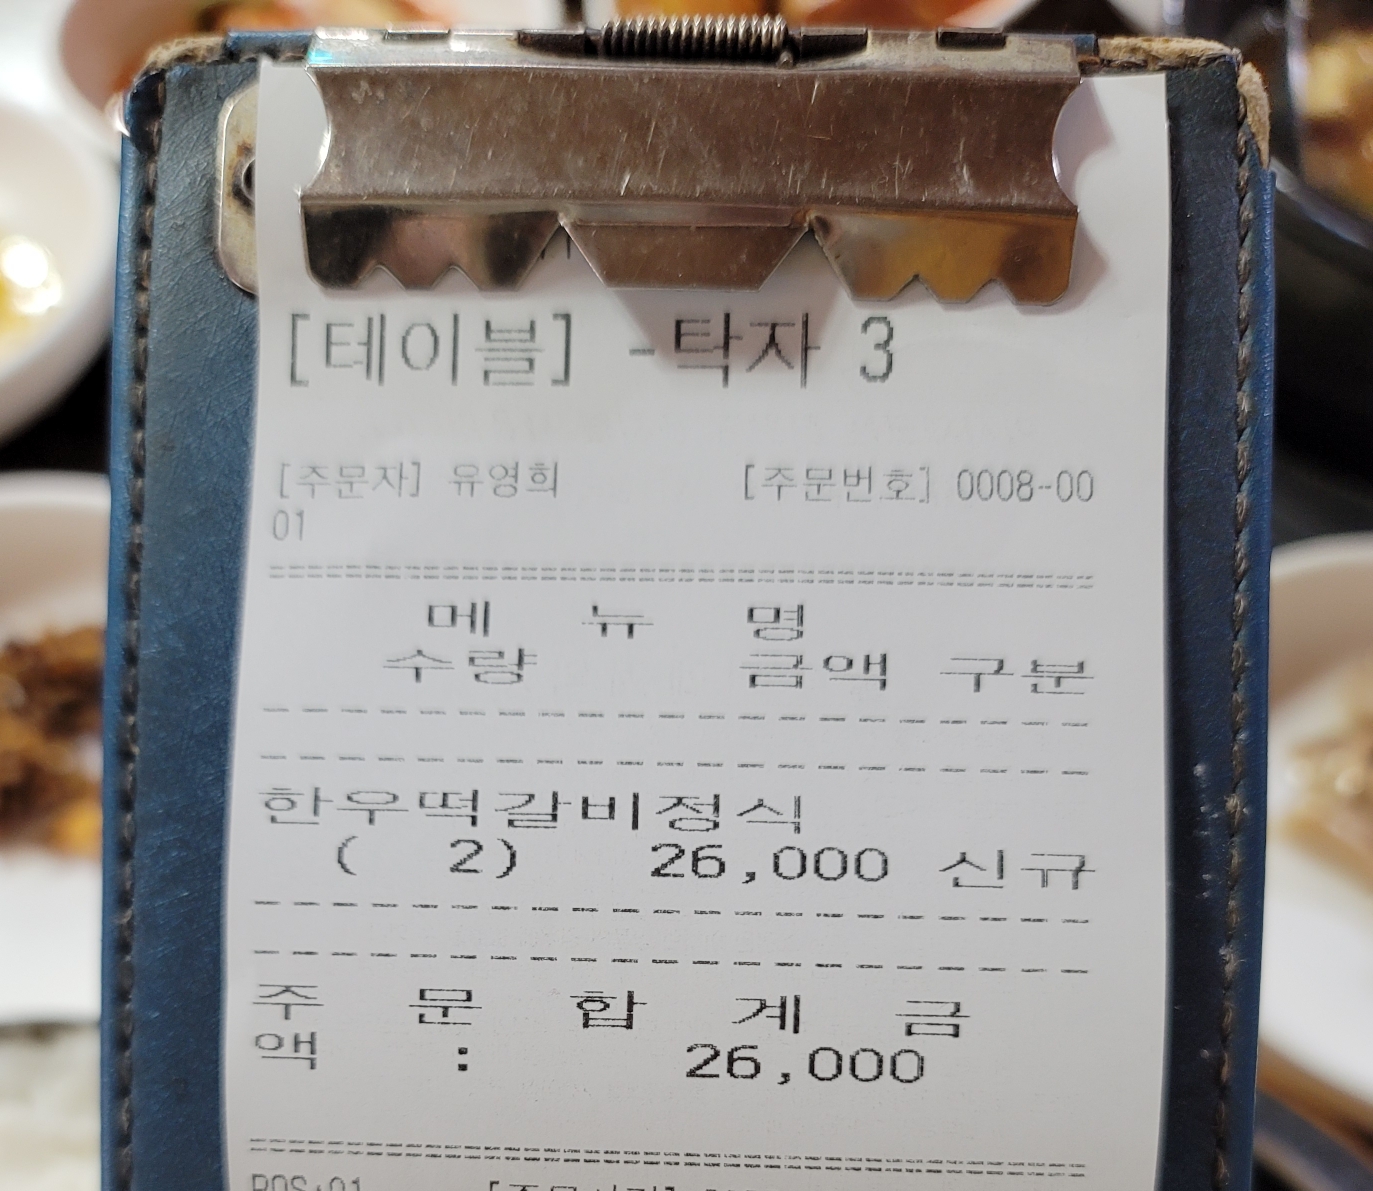 [테이블] -탁자 3
[주문자] 유영희 [주문번호] 0008-00
01
메 뉴 명
수량 금액 구분
한우떡갈비정식
( 2) 26,000 신규
주 문 합 계 금
액 : 26,000